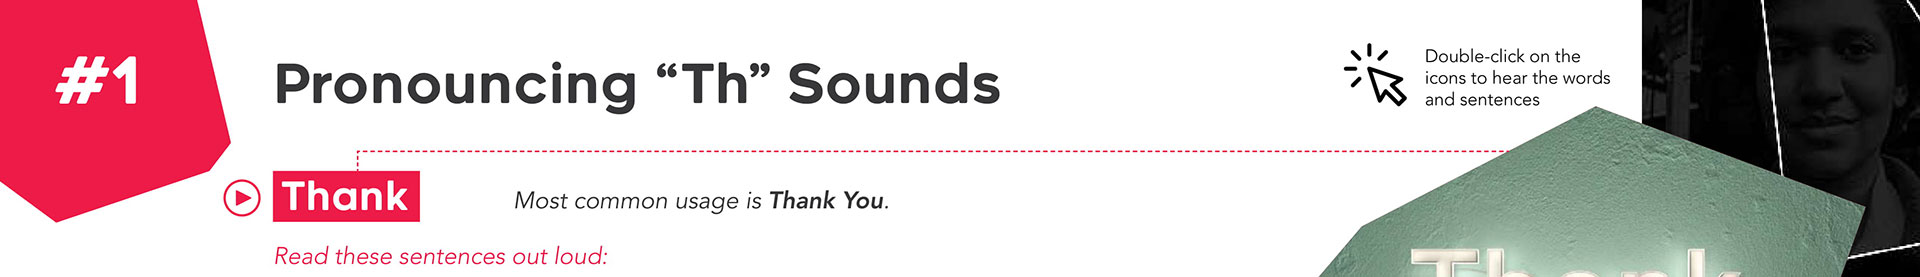 #1
Pronouncing “Th” Sounds
Double-click on the
icons to hear the words
and sentences
Thank
Most common usage is Thank You.
Read these sentences out loud:
Thank